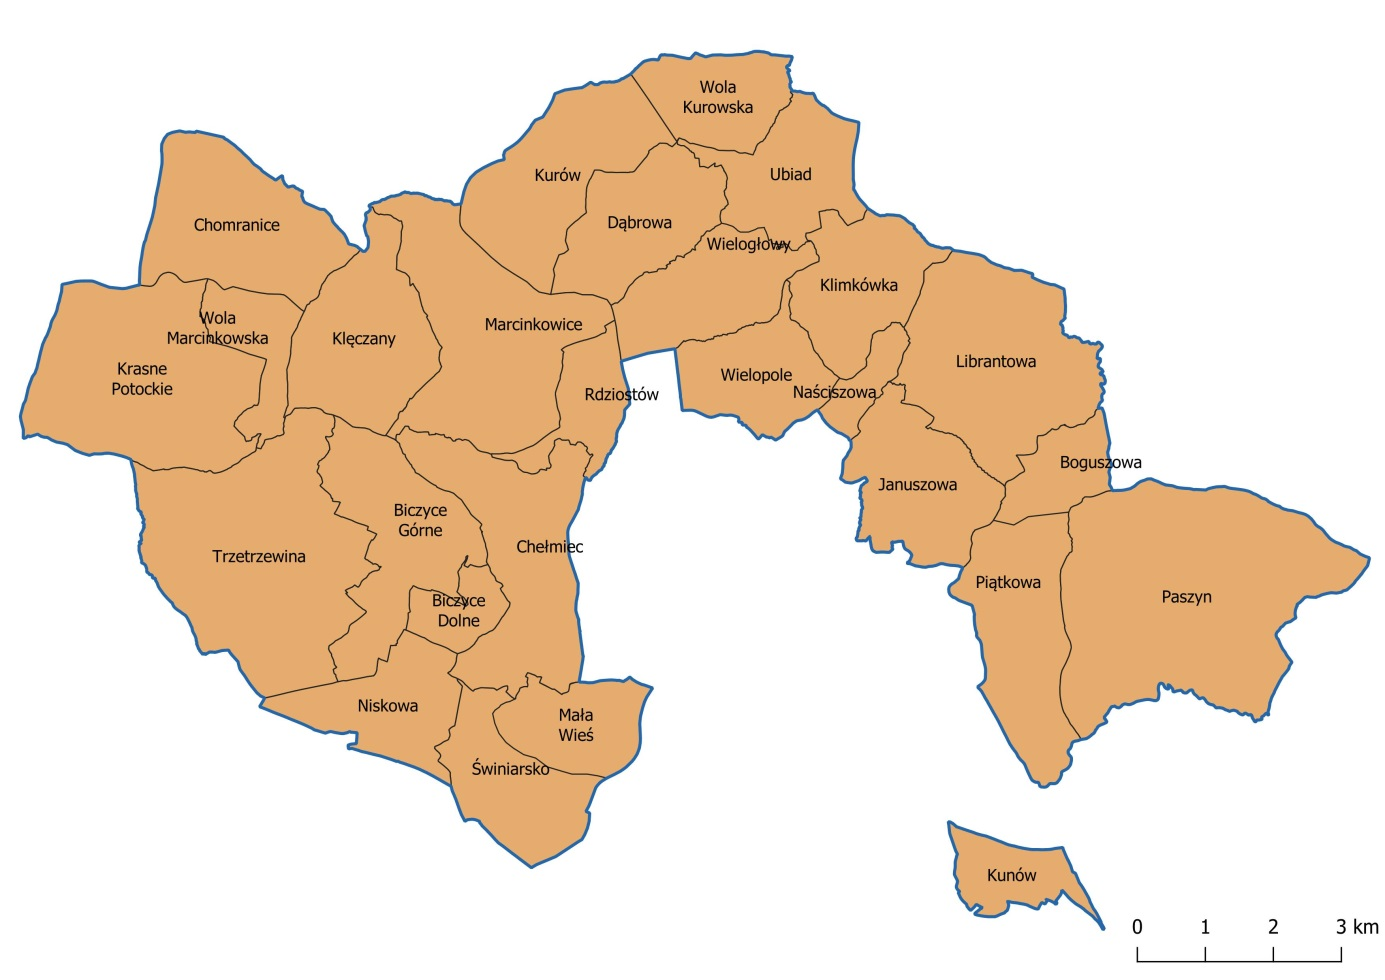 Wola
Kurowska
Kurów
Ubiad
Chomranice
Dąbrowa
Wielogłowy
Klimkówka
Wola
Marcinkowska
Klęczany
Marcinkowice
Librantowa
Krasne
Potockie
Wielopole
Naściszowa
Rdziostów
Boguszowa
Januszowa
Biczyce
Górne
Chełmiec
Trzetrzewina
Piątkowa
Paszyn
Biczyce
Dolne
Niskowa
Mała
Wieś
Świniarsko
Kunów
0 1 2 3 km